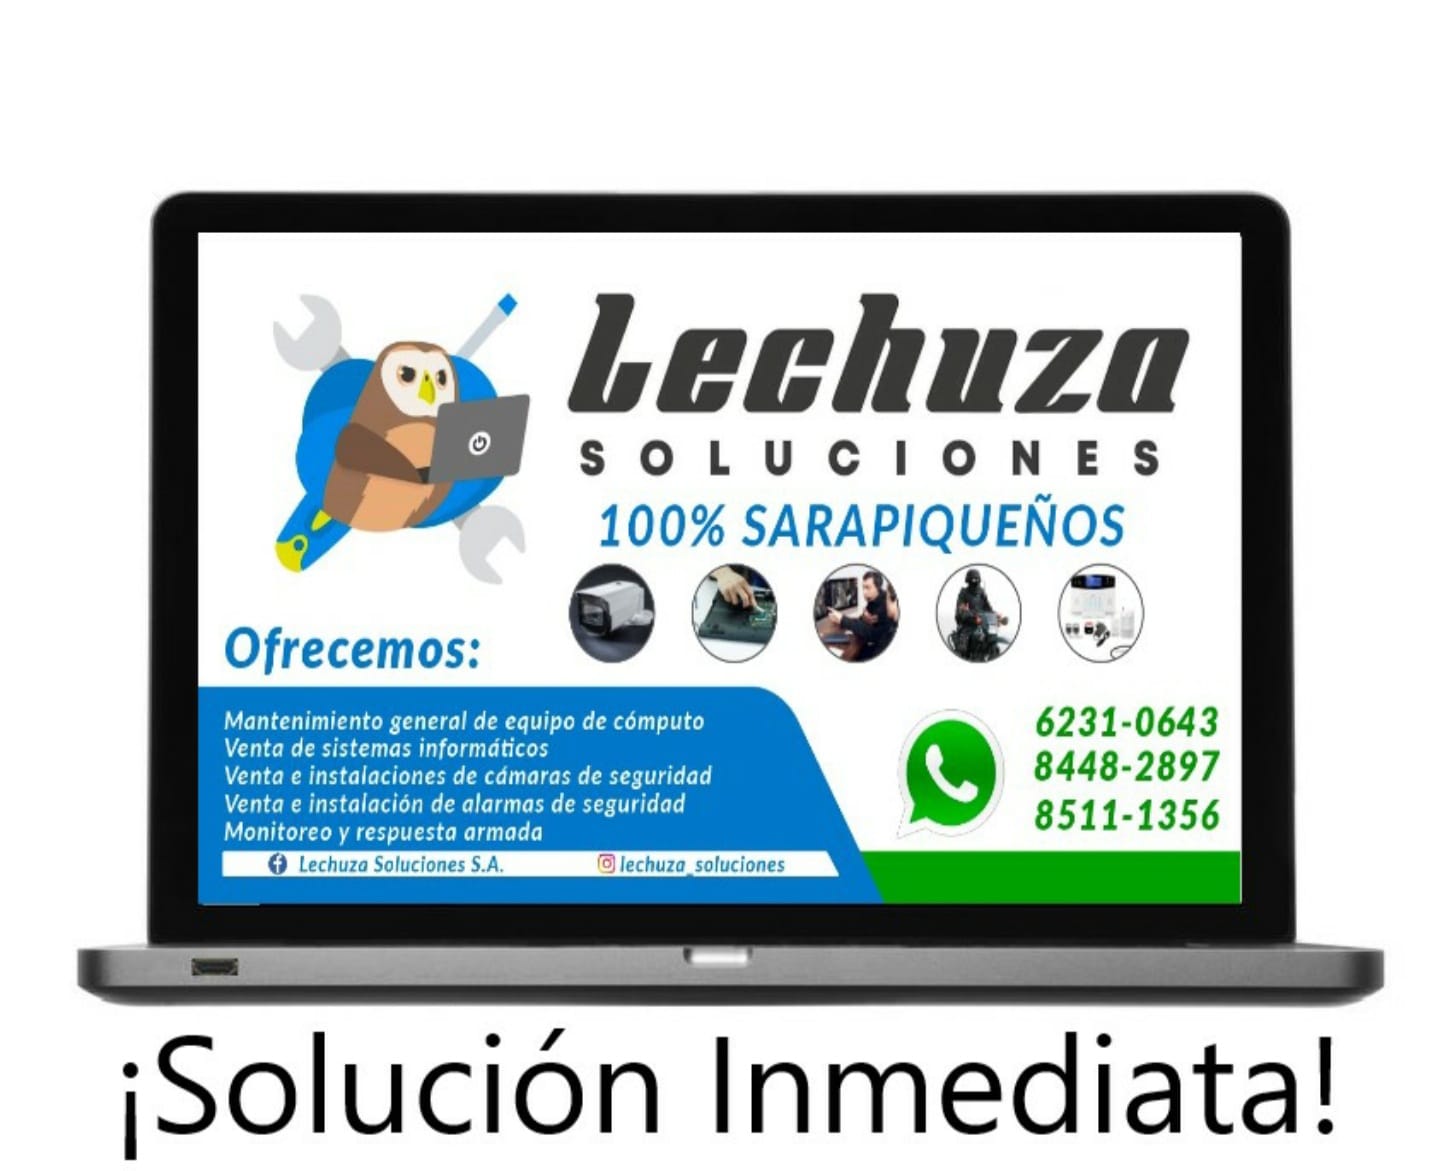 Lechuza
SOLUCIONES
100% SARAPIQUEÑOS
Ofrecemos:
Mantenimiento general de equipo de cómputo
Venta de sistemas informáticos
Venta e instalaciones de cámaras de seguridad
Venta e instalación de alarmas de seguridad
Monitoreo y respuesta armada
Lechuza Soluciones S.A.
lechuza_soluciones
6231-0643
8448-2897
8511-1356
¡Solución Inmediata!